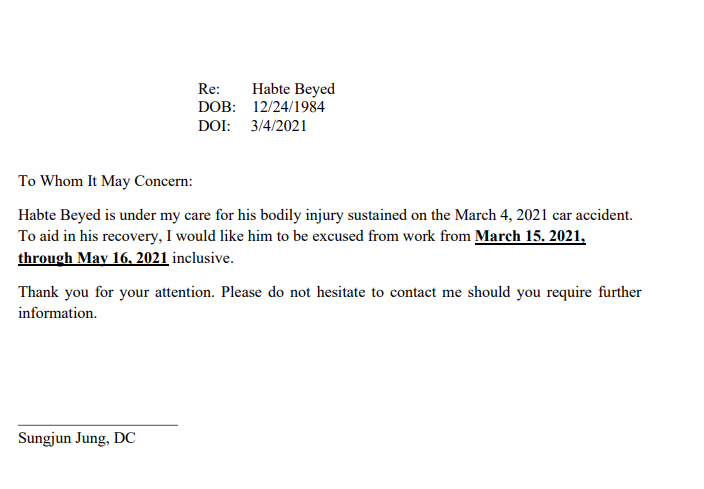 Re: Habte Beyed
DOB: 12/24/1984
DOI: 3/4/2021
To Whom It May Concern:
Habte Beyed is under my care for his bodily injury sustained on the March 4, 2021 car accident.
To aid in his recovery, I would like him to be excused from work from March 15. 2021,
through May 16, 2021 inclusive.
Thank you for your attention. Please do not hesitate to contact me should you require further
information.
Sungjun Jung, DC